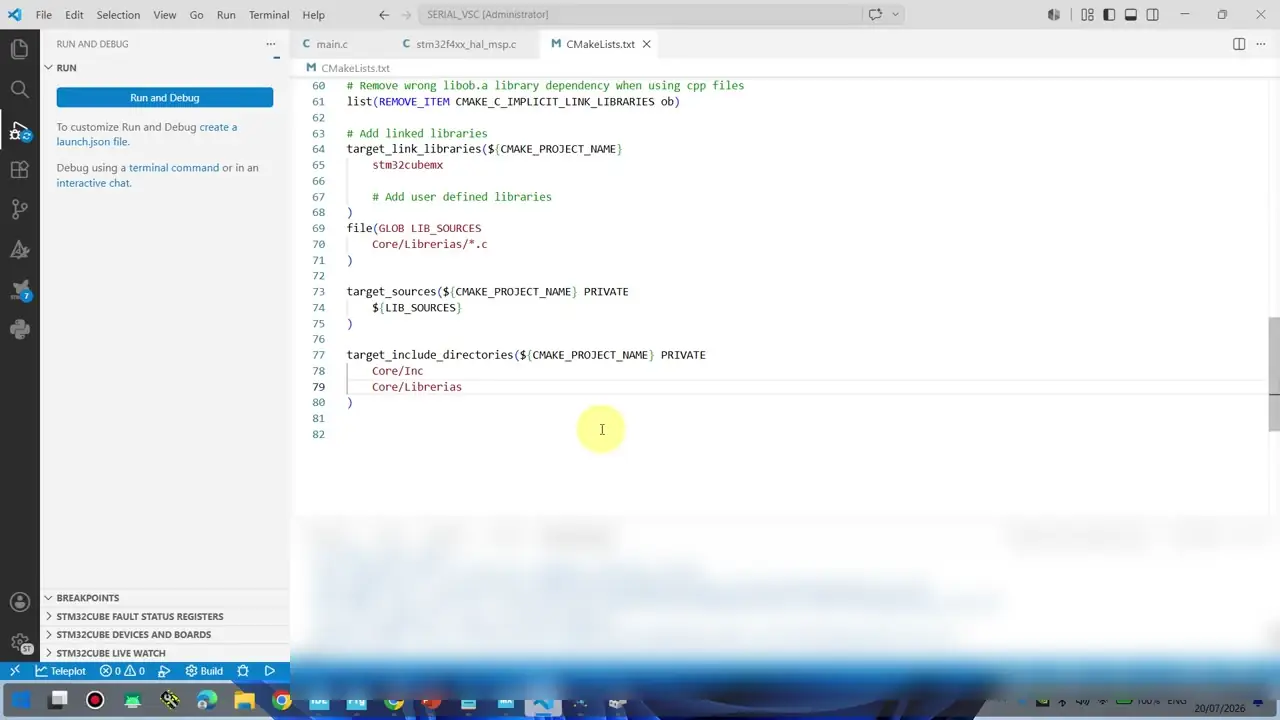 File Edit Selection View Go Run Terminal Help
SERIAL_VSC [Administrator]
RUN AND DEBUG
main.c
stm32f4xx_hal_msp.c
CMakeLists.txt
RUN
CMakeLists.txt
Run and Debug
To customize Run and Debug create a
launch.json file.
Debug using a terminal command or in an
interactive chat.
60 # Remove wrong libob.a library dependency when using cpp files
61 list(REMOVE_ITEM CMAKE_C_IMPLICIT_LINK_LIBRARIES ob)
62
63 # Add linked libraries
64 target_link_libraries(${CMAKE_PROJECT_NAME}
65 stm32cubemx
66
67 # Add user defined libraries
68 )
69 file(GLOB LIB_SOURCES
70 Core/Librerias/*.c
71 )
72
73 target_sources(${CMAKE_PROJECT_NAME} PRIVATE
74 ${LIB_SOURCES}
75 )
76
77 target_include_directories(${CMAKE_PROJECT_NAME} PRIVATE
78 Core/Inc
79 Core/Librerias
80 )
81
82
7
BREAKPOINTS
STM32CUBE FAULT STATUS REGISTERS
STM32CUBE DEVICES AND BOARDS
STM32CUBE LIVE WATCH
ST
Teleplot 0 0 Build
100% ENG
20/07/2026